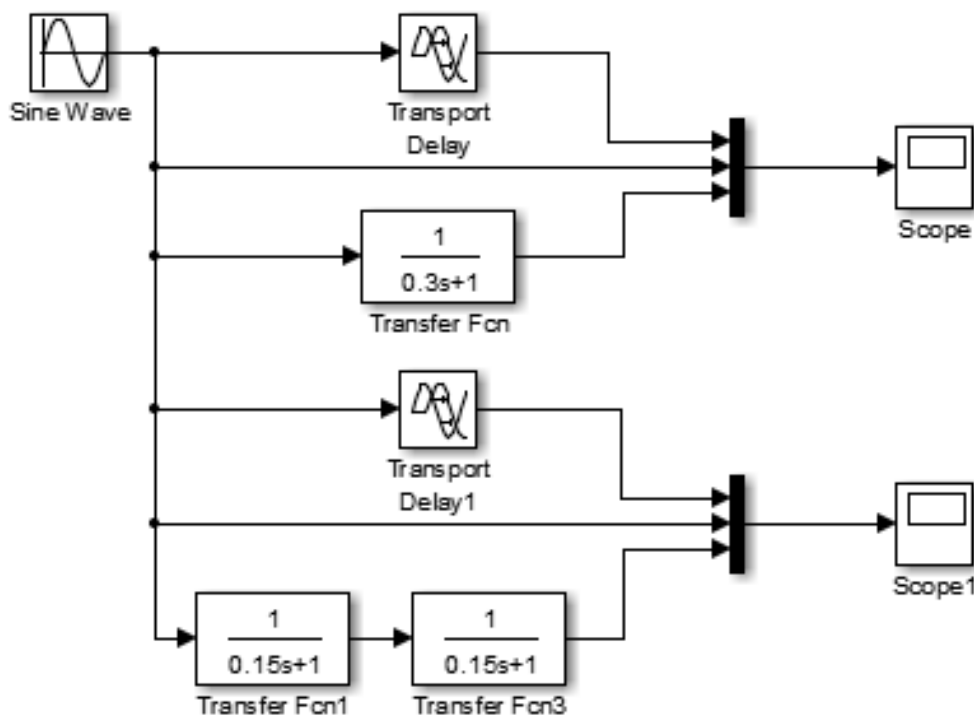 Sine Wave
Transport
Delay
Scope
1
0.3s+1
Transfer Fcn
Transport
Delay1
Scope1
1
0.15s+1
Transfer Fcn1
1
0.15s+1
Transfer Fcn3